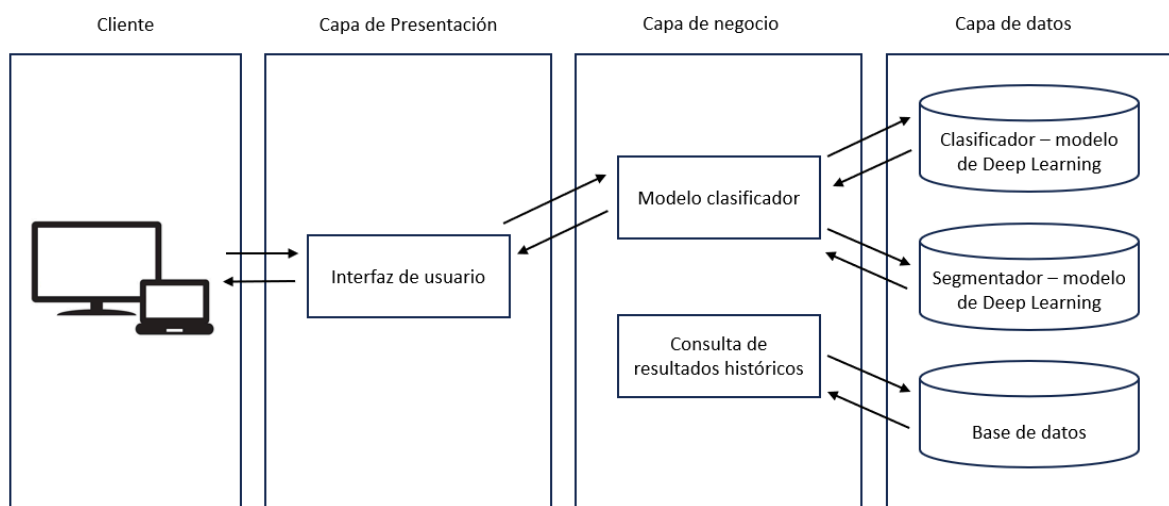 Cliente
Capa de Presentación
Capa de negocio
Capa de datos
Interfaz de usuario
Modelo clasificador
Consulta de
resultados históricos
Clasificador – modelo
de Deep Learning
Segmentador – modelo
de Deep Learning
Base de datos